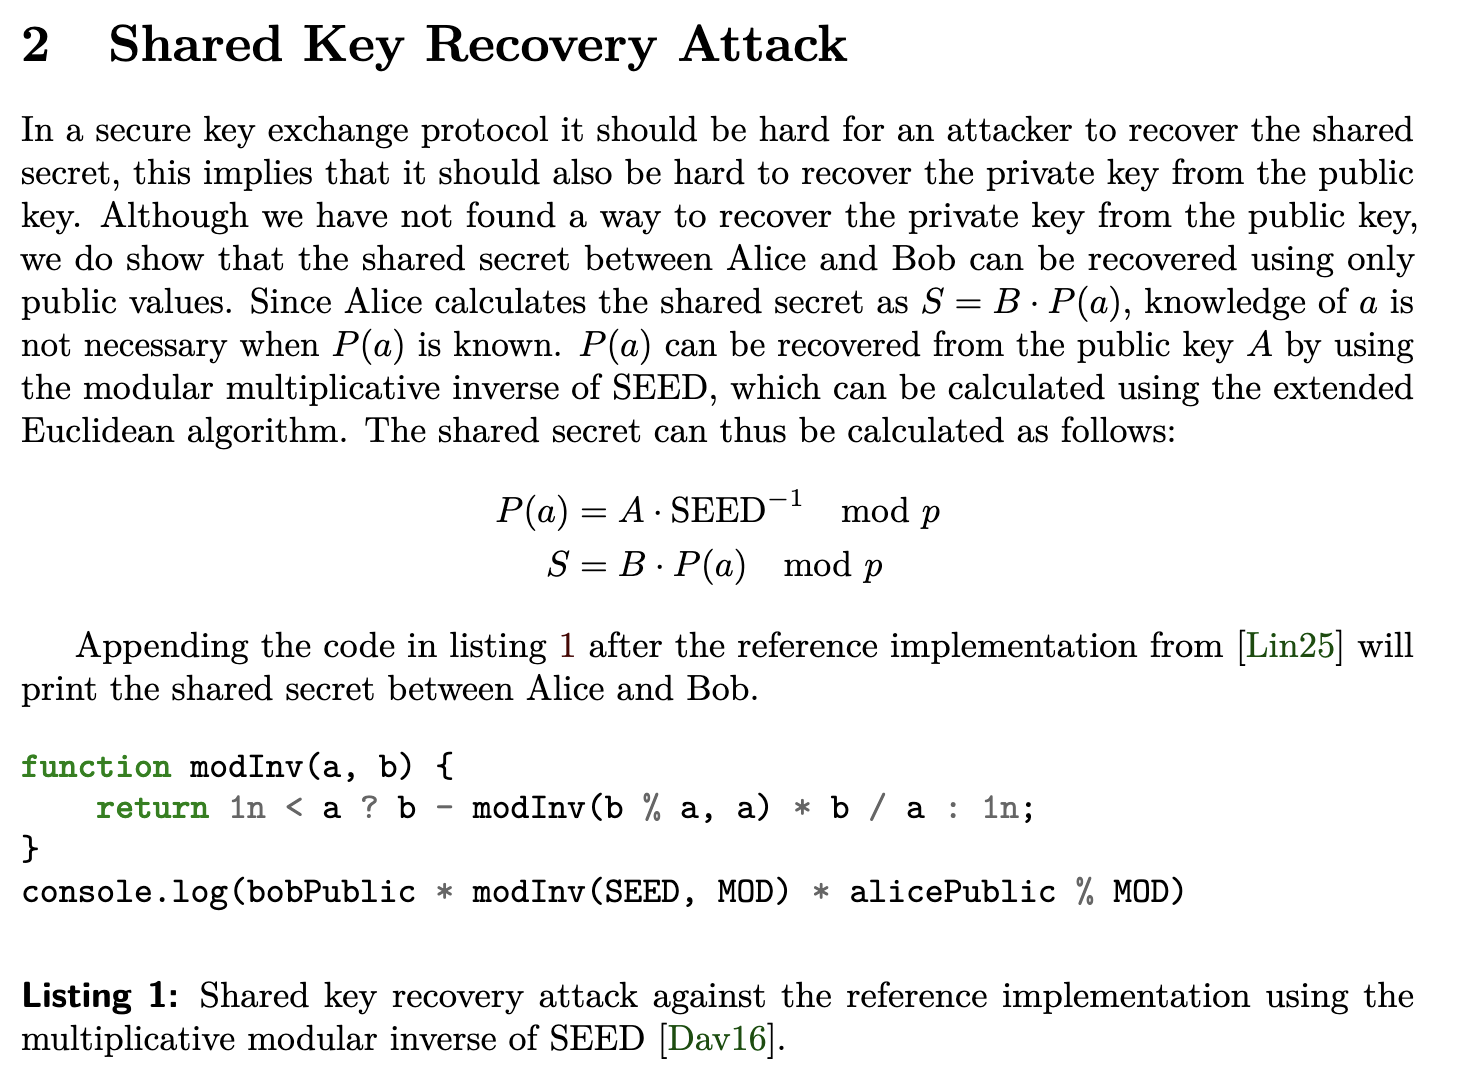 2 Shared Key Recovery Attack
In a secure key exchange protocol it should be hard for an attacker to recover the shared
secret, this implies that it should also be hard to recover the private key from the public
key. Although we have not found a way to recover the private key from the public key,
we do show that the shared secret between Alice and Bob can be recovered using only
public values. Since Alice calculates the shared secret as S = B · P(a), knowledge of a is
not necessary when P(a) is known. P(a) can be recovered from the public key A by using
the modular multiplicative inverse of SEED, which can be calculated using the extended
Euclidean algorithm. The shared secret can thus be calculated as follows:
P(a) = A · SEED⁻¹ mod p
S = B · P(a) mod p
Appending the code in listing 1 after the reference implementation from [Lin25] will
print the shared secret between Alice and Bob.
function modInv(a, b) {
    return 1n < a ? b - modInv(b % a, a) * b / a : 1n;
}
console.log(bobPublic * modInv(SEED, MOD) * alicePublic % MOD)
Listing 1: Shared key recovery attack against the reference implementation using the
multiplicative modular inverse of SEED [Dav16].